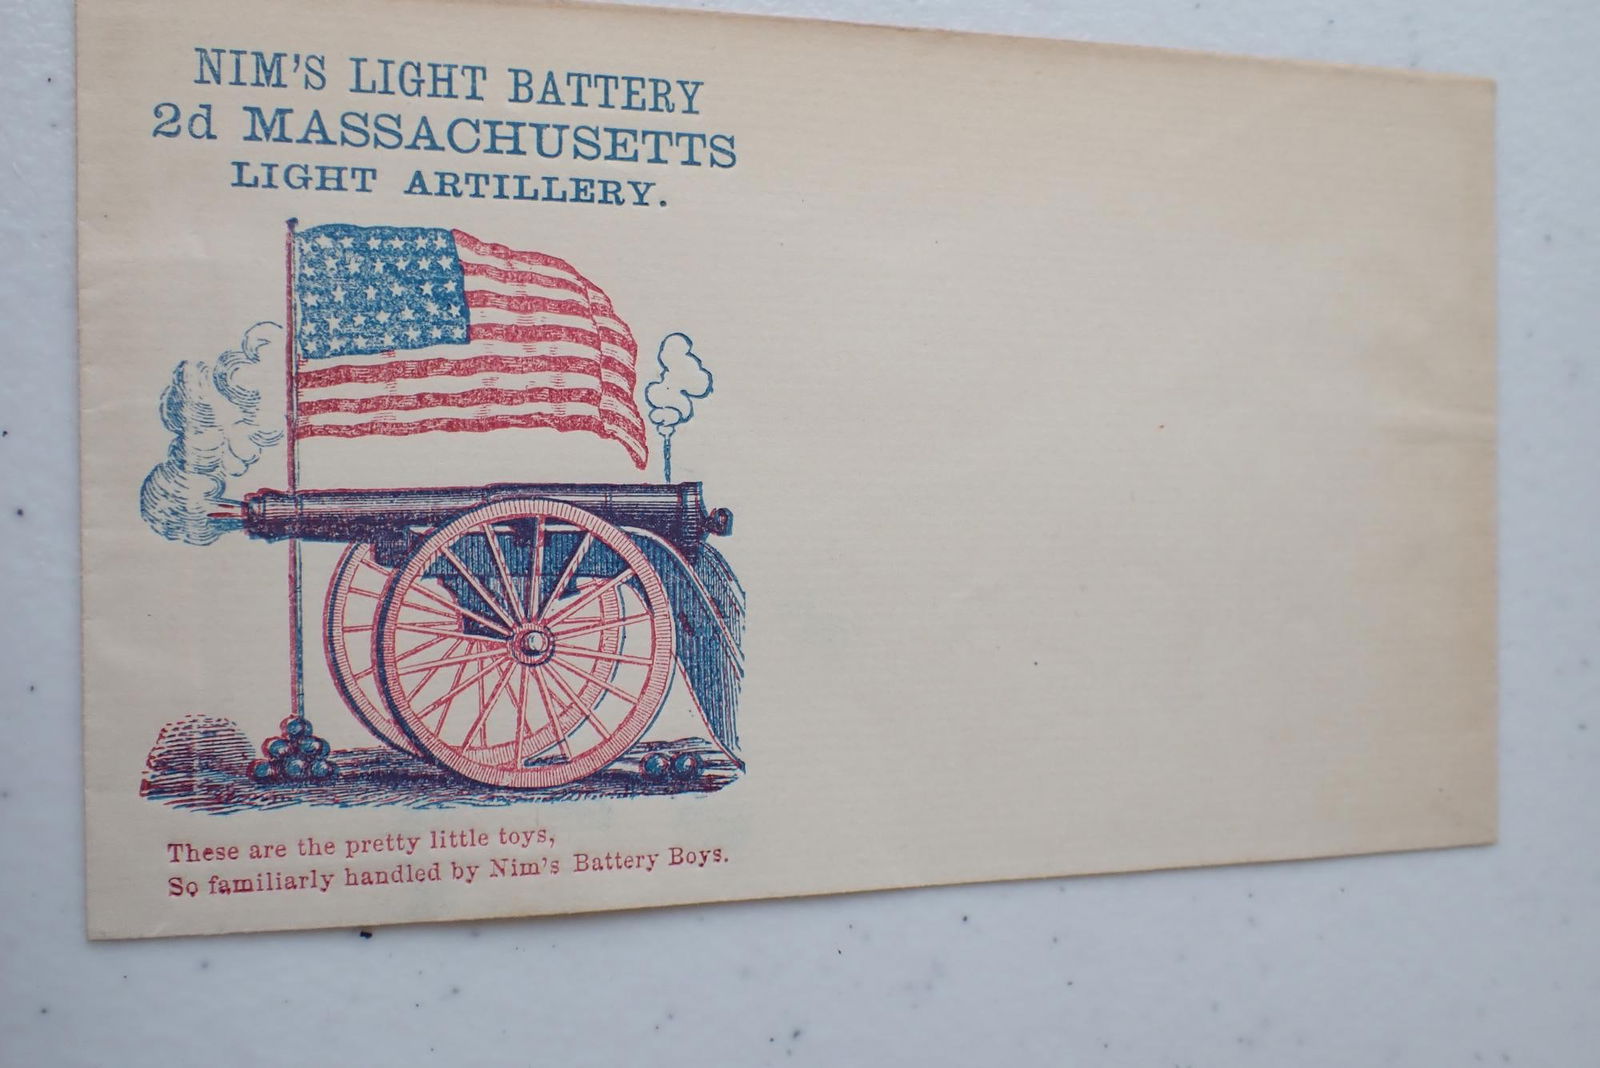 NIM'S LIGHT BATTERY
2d MASSACHUSETTS
LIGHT ARTILLERY.
These are the pretty little toys,
So familiarly handled by Nim's Battery Boys.